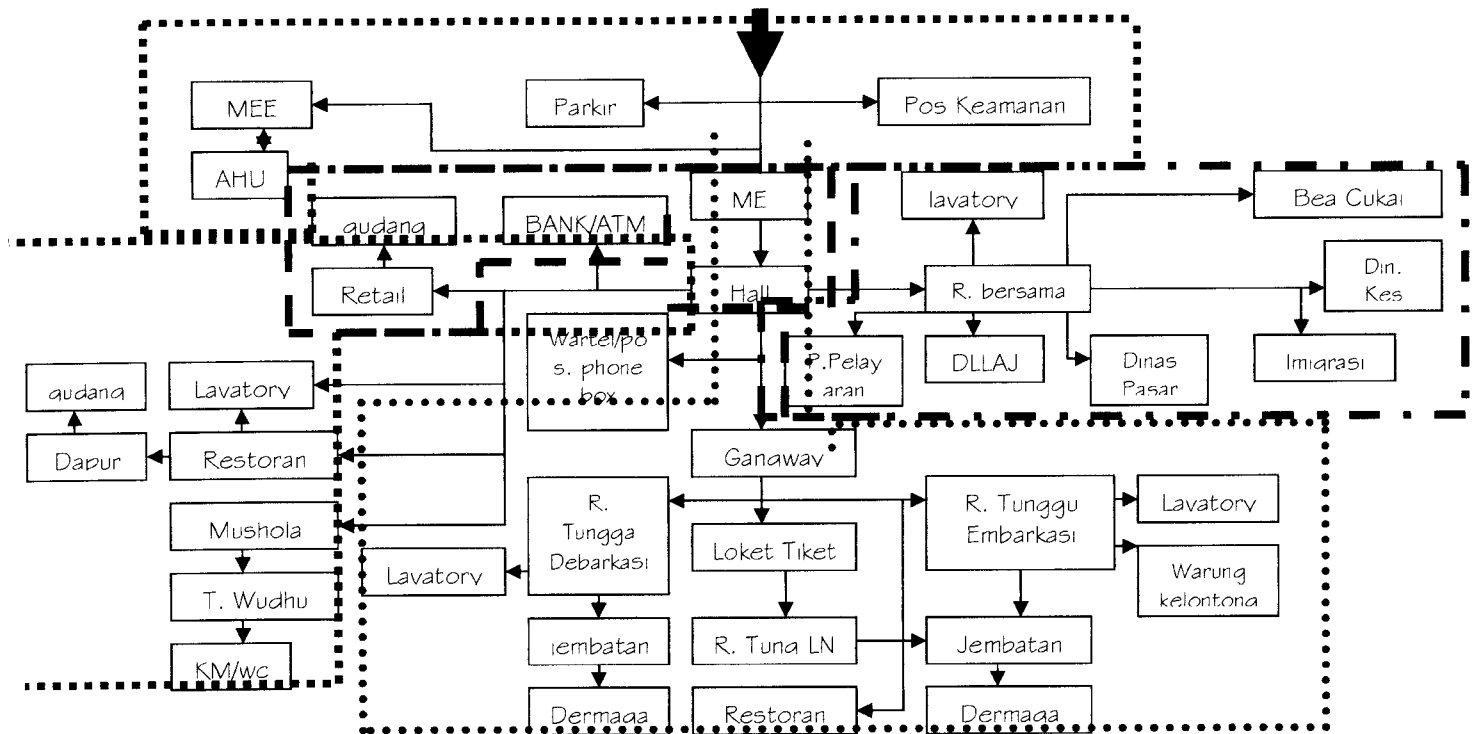 MEE
Parkir
Pos Keamanan
AHU
ME
lavatory
Bea Cukai
gudang
BANK/ATM
Retail
Hall
R. bersama
Din.
Kes
Wartel/po
s. phone
box
P.Pelay
aran
DLLAJ
Dinas
Pasar
Imigrasi
gudang
Lavatory
Dapur
Restoran
Gangway
R.
Tungga
Debarkasi
R. Tunggu
Embarkasi
Lavatory
Mushola
Loket Tiket
Lavatory
Warung
kelontong
T. Wudhu
Jembatan
R. Tung LN
Jembatan
KM/wc
Dermaga
Restoran
Dermaga